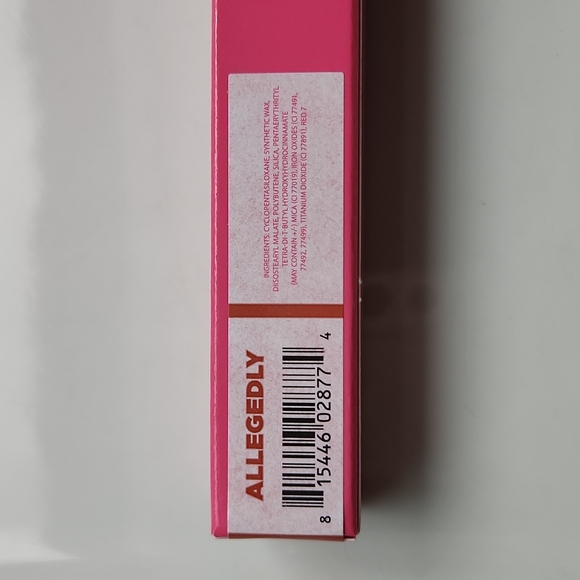 INGREDIENTS: CYCLOPENTASILOXANE, SYNTHETIC WAX,
DIISOSTEARYL MALATE, POLYBUTENE, SILICA, PENTAERYTHRITYL
TETRA-DI-T-BUTYL HYDROXYHYDROCINNAMATE
(MAY CONTAIN +/-) MICA (CI 77019), IRON OXIDES (CI 7749),
77492, 77499), TITANIUM DIOXIDE (CI 77891), RED 7
ALLEGEDLY
8 15446 02877 4